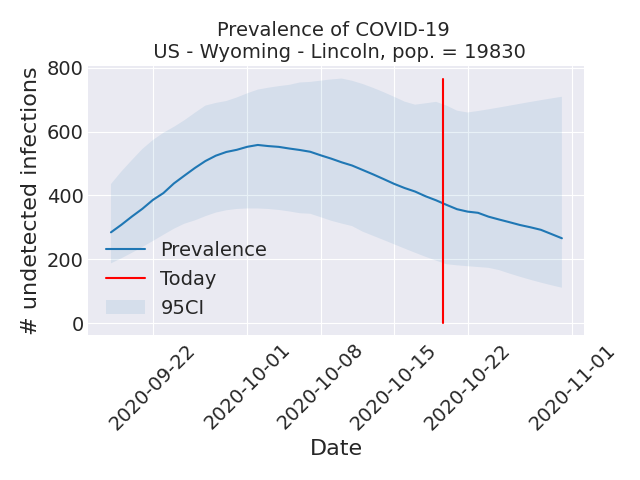 Prevalence of COVID-19
US - Wyoming - Lincoln, pop. = 19830
# undetected infections
800
600
400
200
0
Prevalence
Today
95CI
2020-09-22
2020-10-01
2020-10-08
2020-10-15
2020-10-22
2020-11-01
Date